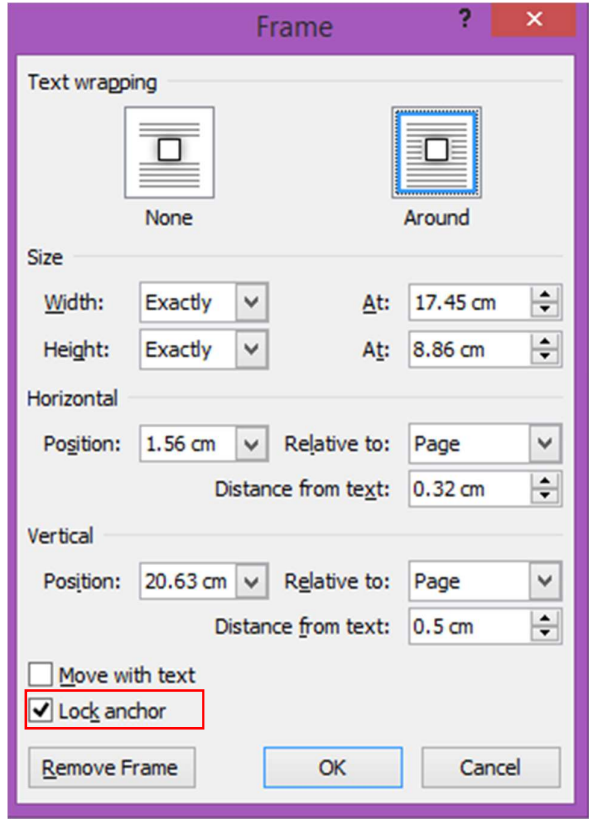 Frame ? ×
Text wrapping
None Around
Size
Width: Exactly At: 17.45 cm
Height: Exactly At: 8.86 cm
Horizontal
Position: 1.56 cm Relative to: Page
Distance from text: 0.32 cm
Vertical
Position: 20.63 cm Relative to: Page
Distance from text: 0.5 cm
Move with text
Lock anchor
Remove Frame OK Cancel